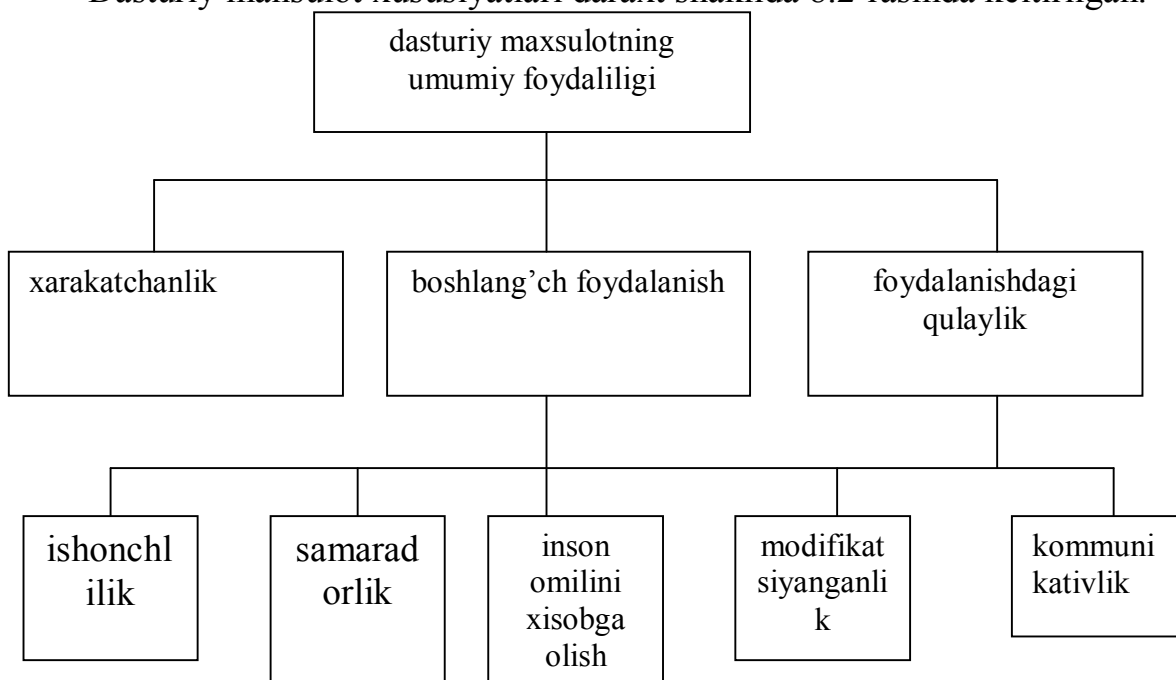 Dasturiy mahsulot xususiyatlari daraxt shaklida 8.2-rasmda keltirilgan.
dasturiy maxsulotning
umumiy foydaliligi
xarakatchanlik
boshlang’ch foydalanish
foydalanishdagi
qulaylik
ishonchl
ilik
samarad
orlik
inson
omilini
xisobga
olish
modifikat
siyanganli
k
kommuni
kativlik